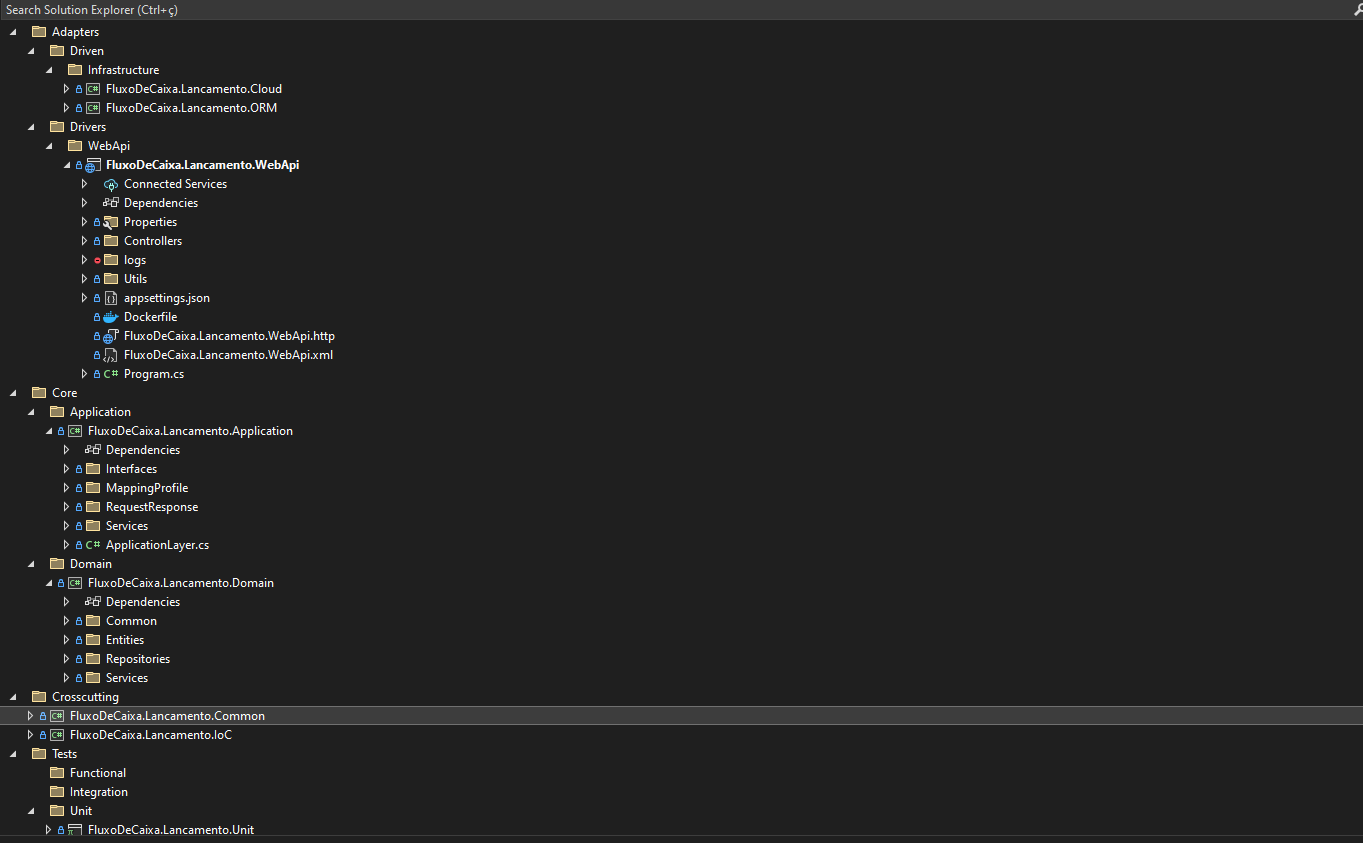 Search Solution Explorer (Ctrl+ç)
Adapters
Driven
Infrastructure
FluxoDeCaixa.Lancamento.Cloud
FluxoDeCaixa.Lancamento.ORM
Drivers
WebApi
FluxoDeCaixa.Lancamento.WebApi
Connected Services
Dependencies
Properties
Controllers
logs
Utils
appsettings.json
Dockerfile
FluxoDeCaixa.Lancamento.WebApi.http
FluxoDeCaixa.Lancamento.WebApi.xml
C# Program.cs
Core
Application
C# FluxoDeCaixa.Lancamento.Application
Dependencies
Interfaces
MappingProfile
RequestResponse
Services
C# ApplicationLayer.cs
Domain
C# FluxoDeCaixa.Lancamento.Domain
Dependencies
Common
Entities
Repositories
Services
Crosscutting
C# FluxoDeCaixa.Lancamento.Common
C# FluxoDeCaixa.Lancamento.IoC
Tests
Functional
Integration
Unit
FluxoDeCaixa.Lancamento.Unit